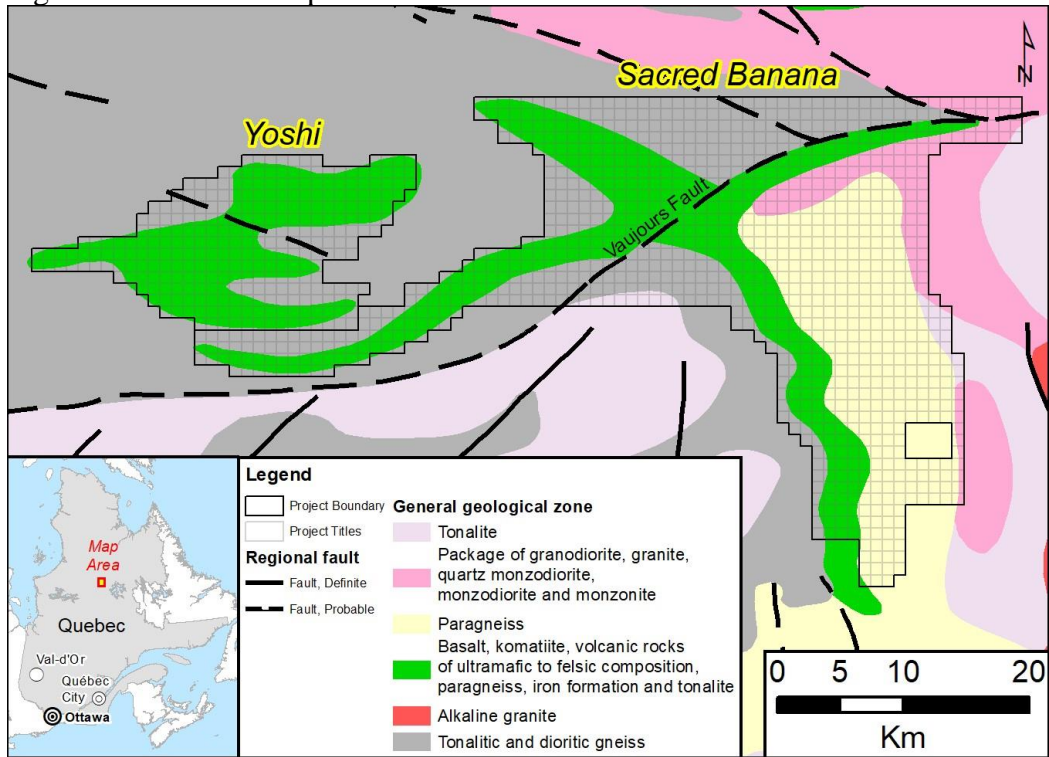 Sacred Banana
Yoshi
N
Vaujours Fault
Map
Area
Quebec
Val-d'Or
Québec
City
Ottawa
Legend
Project Boundary
Project Titles
Regional fault
Fault, Definite
Fault, Probable
General geological zone
Tonalite
Package of granodiorite, granite,
quartz monzodiorite,
monzodiorite and monzonite
Paragneiss
Basalt, komatiite, volcanic rocks
of ultramafic to felsic composition,
paragneiss, iron formation and tonalite
Alkaline granite
Tonalitic and dioritic gneiss
0 5 10 20
Km